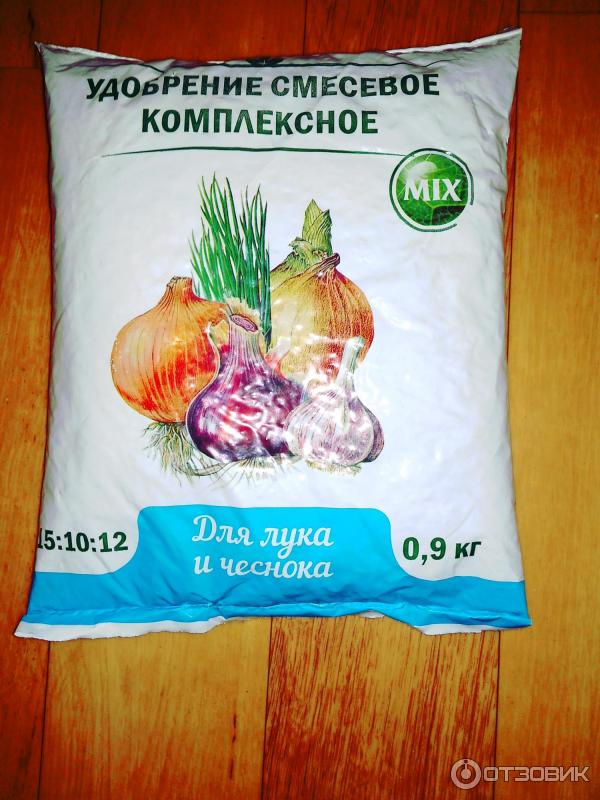 УДОБРЕНИЕ СМЕСЕВОЕ
КОМПЛЕКСНОЕ
MIX
15:10:12
Для лука
и чеснока
0,9 кг
ОТЗОВИК